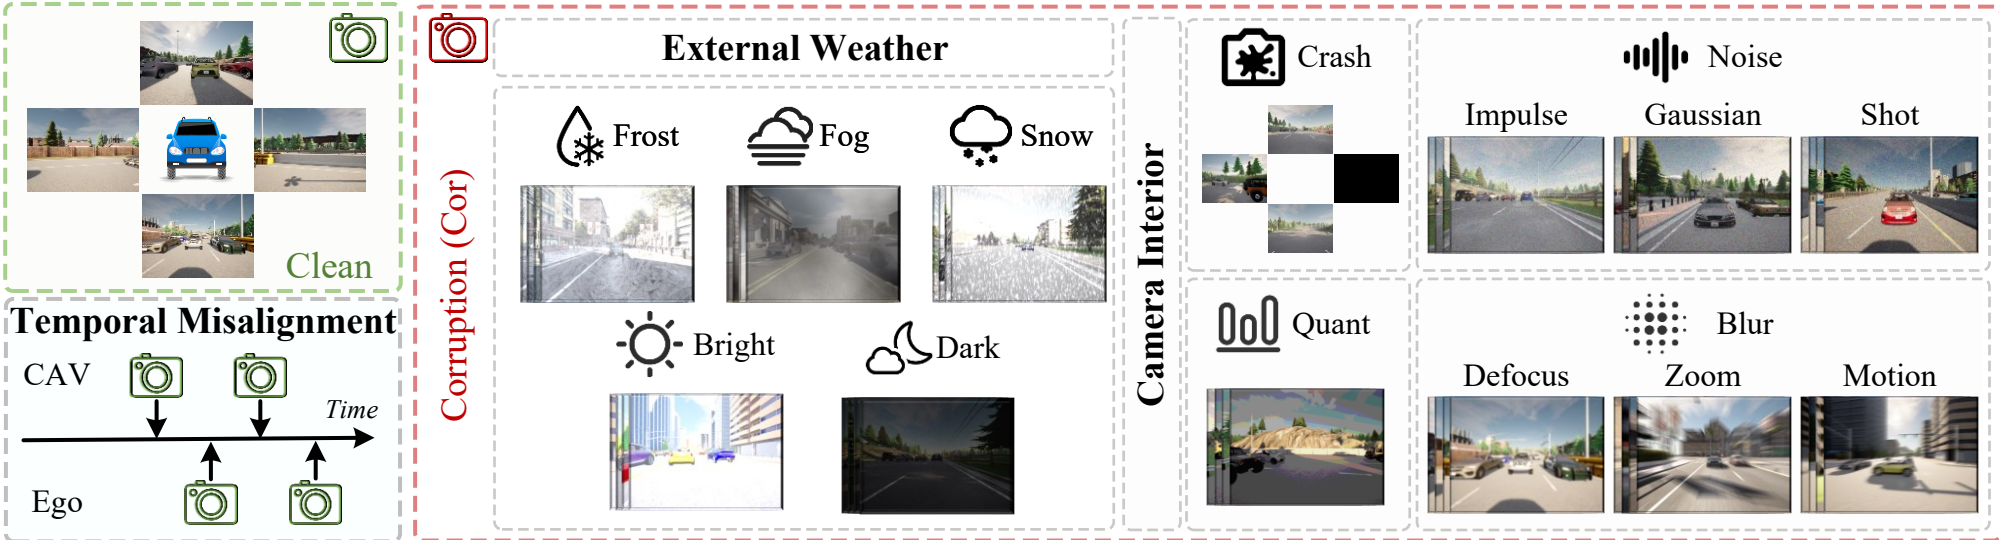 Clean
Temporal Misalignment
CAV
Time
Ego
Corruption (Cor)
External Weather
Frost
Fog
Snow
Bright
Dark
Camera Interior
Crash
Quant
Noise
Impulse
Gaussian
Shot
Blur
Defocus
Zoom
Motion